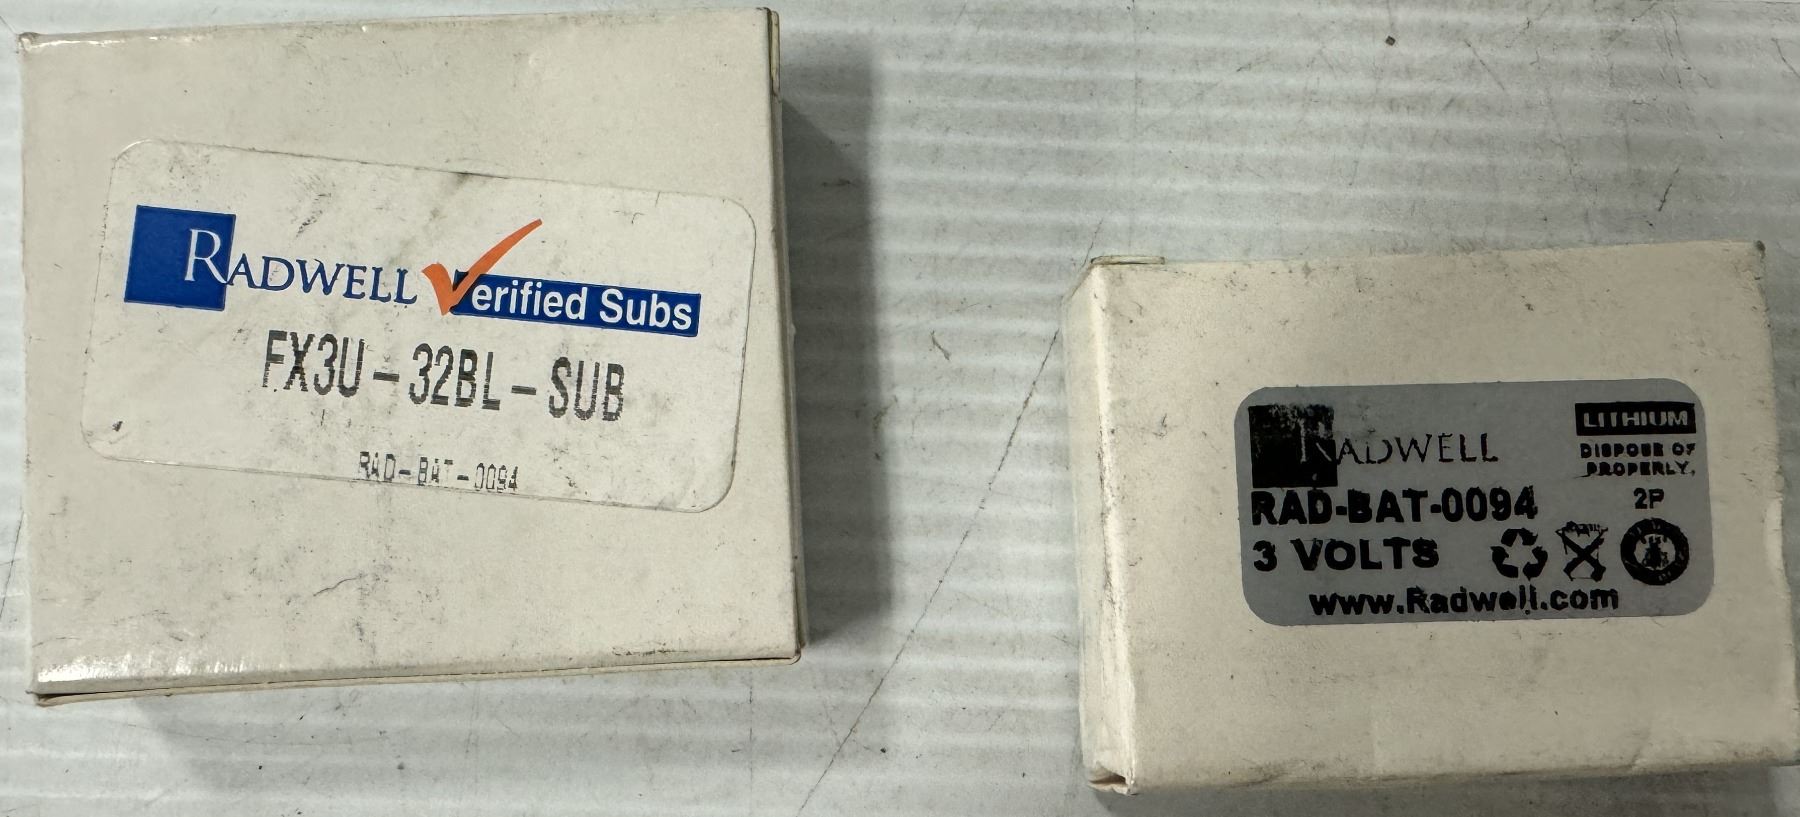 RADWELL Verified Subs
FX3U-32BL-SUB
RAD-BAT-0094
RADWELL
LITHIUM
DISPOSE OF
PROPERLY.
RAD-BAT-0094
2P
3 VOLTS
www.Radwell.com